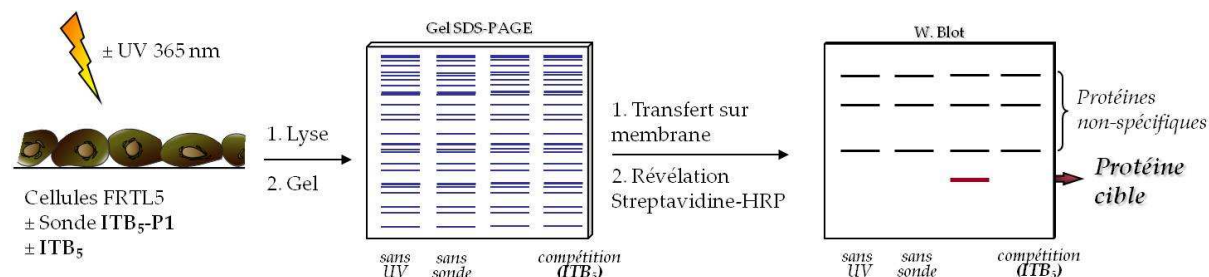 ± UV 365 nm
Cellules FRTL5
± Sonde ITB₅-P1
± ITB₅
1. Lyse
2. Gel
Gel SDS-PAGE
sans UV
sans sonde
compétition (ITB₅)
1. Transfert sur
membrane
2. Révélation
Streptavidine-HRP
W. Blot
Protéines
non-spécifiques
Protéine
cible
sans UV
sans sonde
compétition (ITB₅)